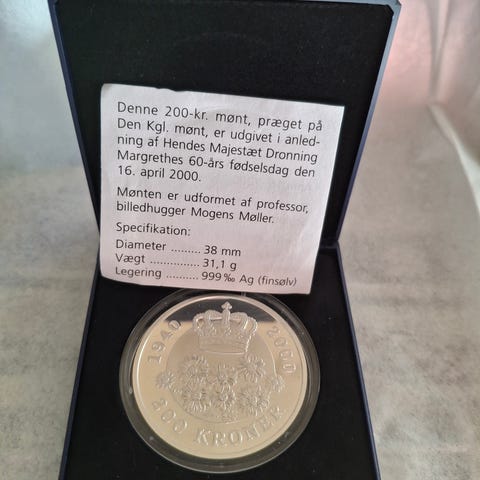 Denne 200-kr. mønt, præget på
Den Kgl. mønt, er udgivet i anled-
ning af Hendes Majestæt Dronning
Margrethes 60-års fødselsdag den
16. april 2000.
Mønten er udformet af professor,
billedhugger Mogens Møller.
Specifikation:
Diameter ......... 38 mm
Vægt ............... 31,1 g
Legering .......... 999‰ Ag (finsølv)
1940 2000
200 KRONER